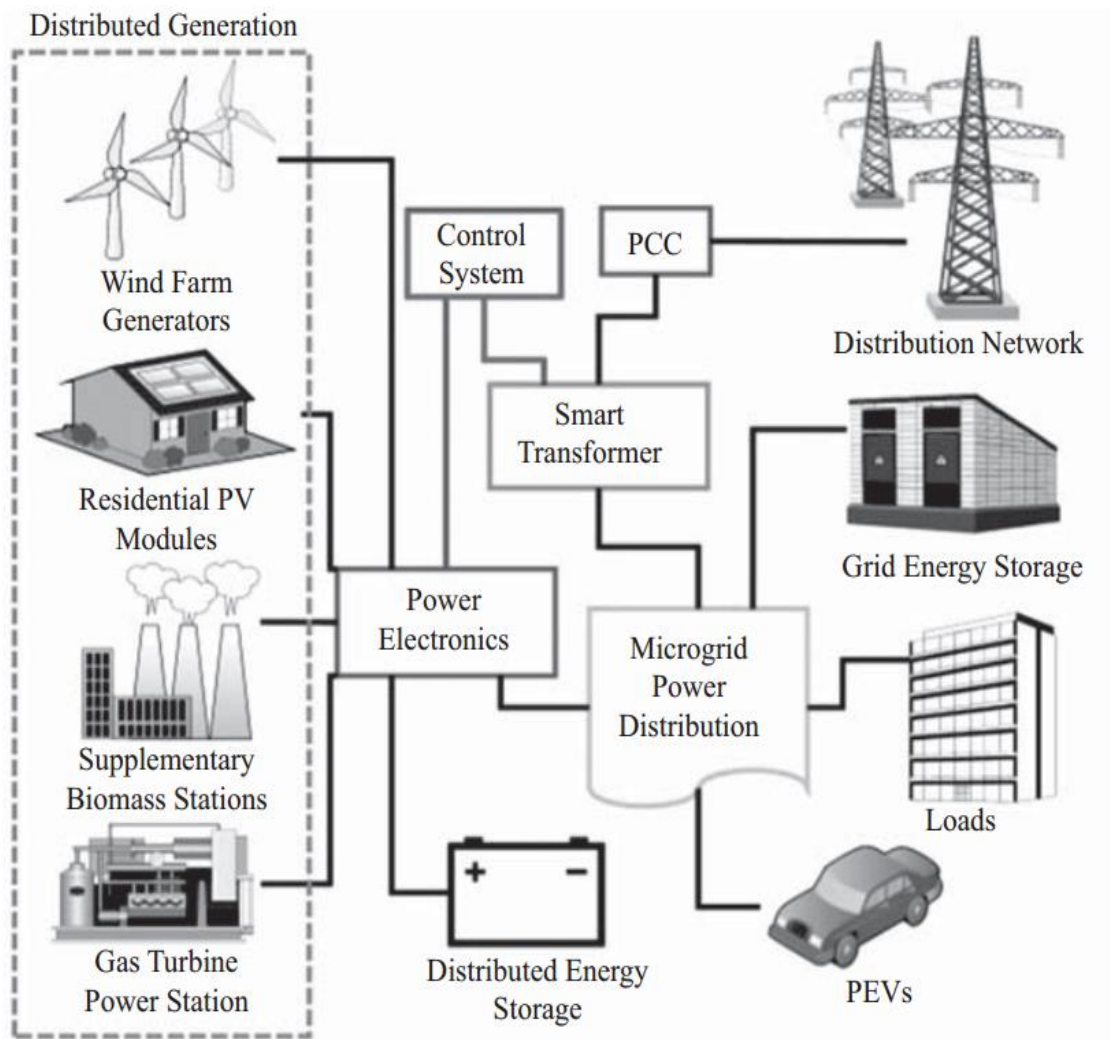 Distributed Generation
Wind Farm
Generators
Residential PV
Modules
Supplementary
Biomass Stations
Gas Turbine
Power Station
Control
System
PCC
Distribution Network
Smart
Transformer
Grid Energy Storage
Power
Electronics
Microgrid
Power
Distribution
Loads
+ −
Distributed Energy
Storage
PEVs